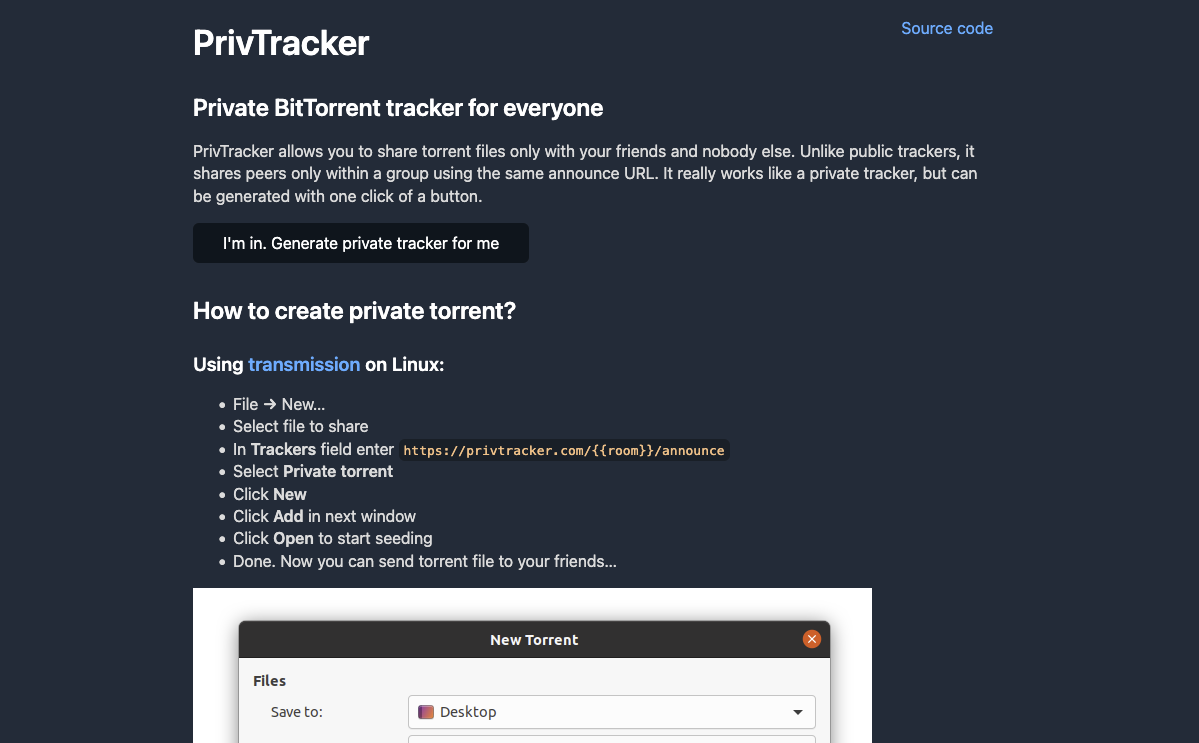 PrivTracker
Source code
Private BitTorrent tracker for everyone
PrivTracker allows you to share torrent files only with your friends and nobody else. Unlike public trackers, it
shares peers only within a group using the same announce URL. It really works like a private tracker, but can
be generated with one click of a button.
I'm in. Generate private tracker for me
How to create private torrent?
Using transmission on Linux:
• File → New...
• Select file to share
• In Trackers field enter https://privtracker.com/{{room}}/announce
• Select Private torrent
• Click New
• Click Add in next window
• Click Open to start seeding
• Done. Now you can send torrent file to your friends...
New Torrent
Files
Save to:
Desktop